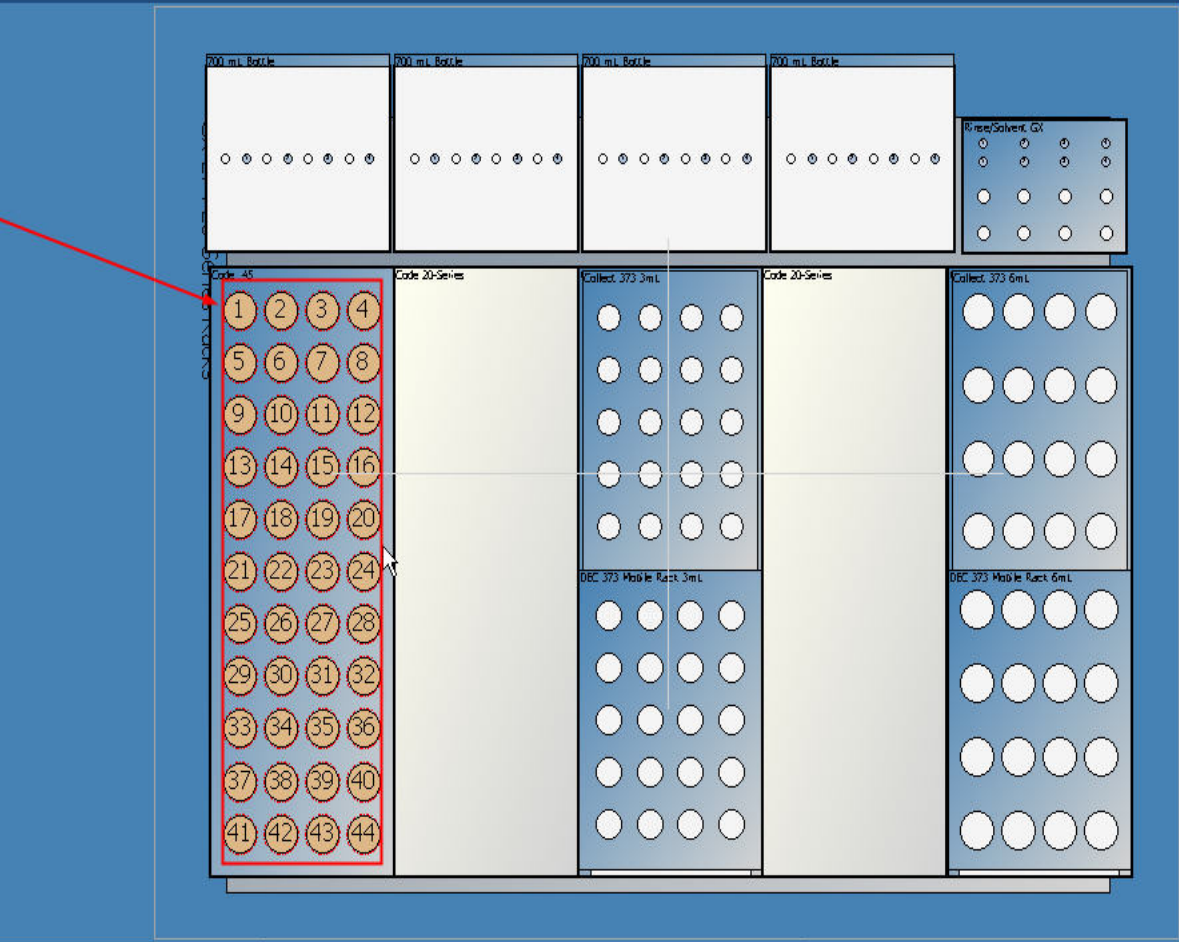 700 mL Bottle
700 mL Bottle
700 mL Bottle
700 mL Bottle
Rinse/Solvent GX
Code 45
Code 20-Series
Collect 373 3mL
Code 20-Series
Collect 373 6mL
1 2 3 4
5 6 7 8
9 10 11 12
13 14 15 16
17 18 19 20
21 22 23 24
25 26 27 28
29 30 31 32
33 34 35 36
37 38 39 40
41 42 43 44
DEC 373 Mobile Rack 3mL
DEC 373 Mobile Rack 6mL